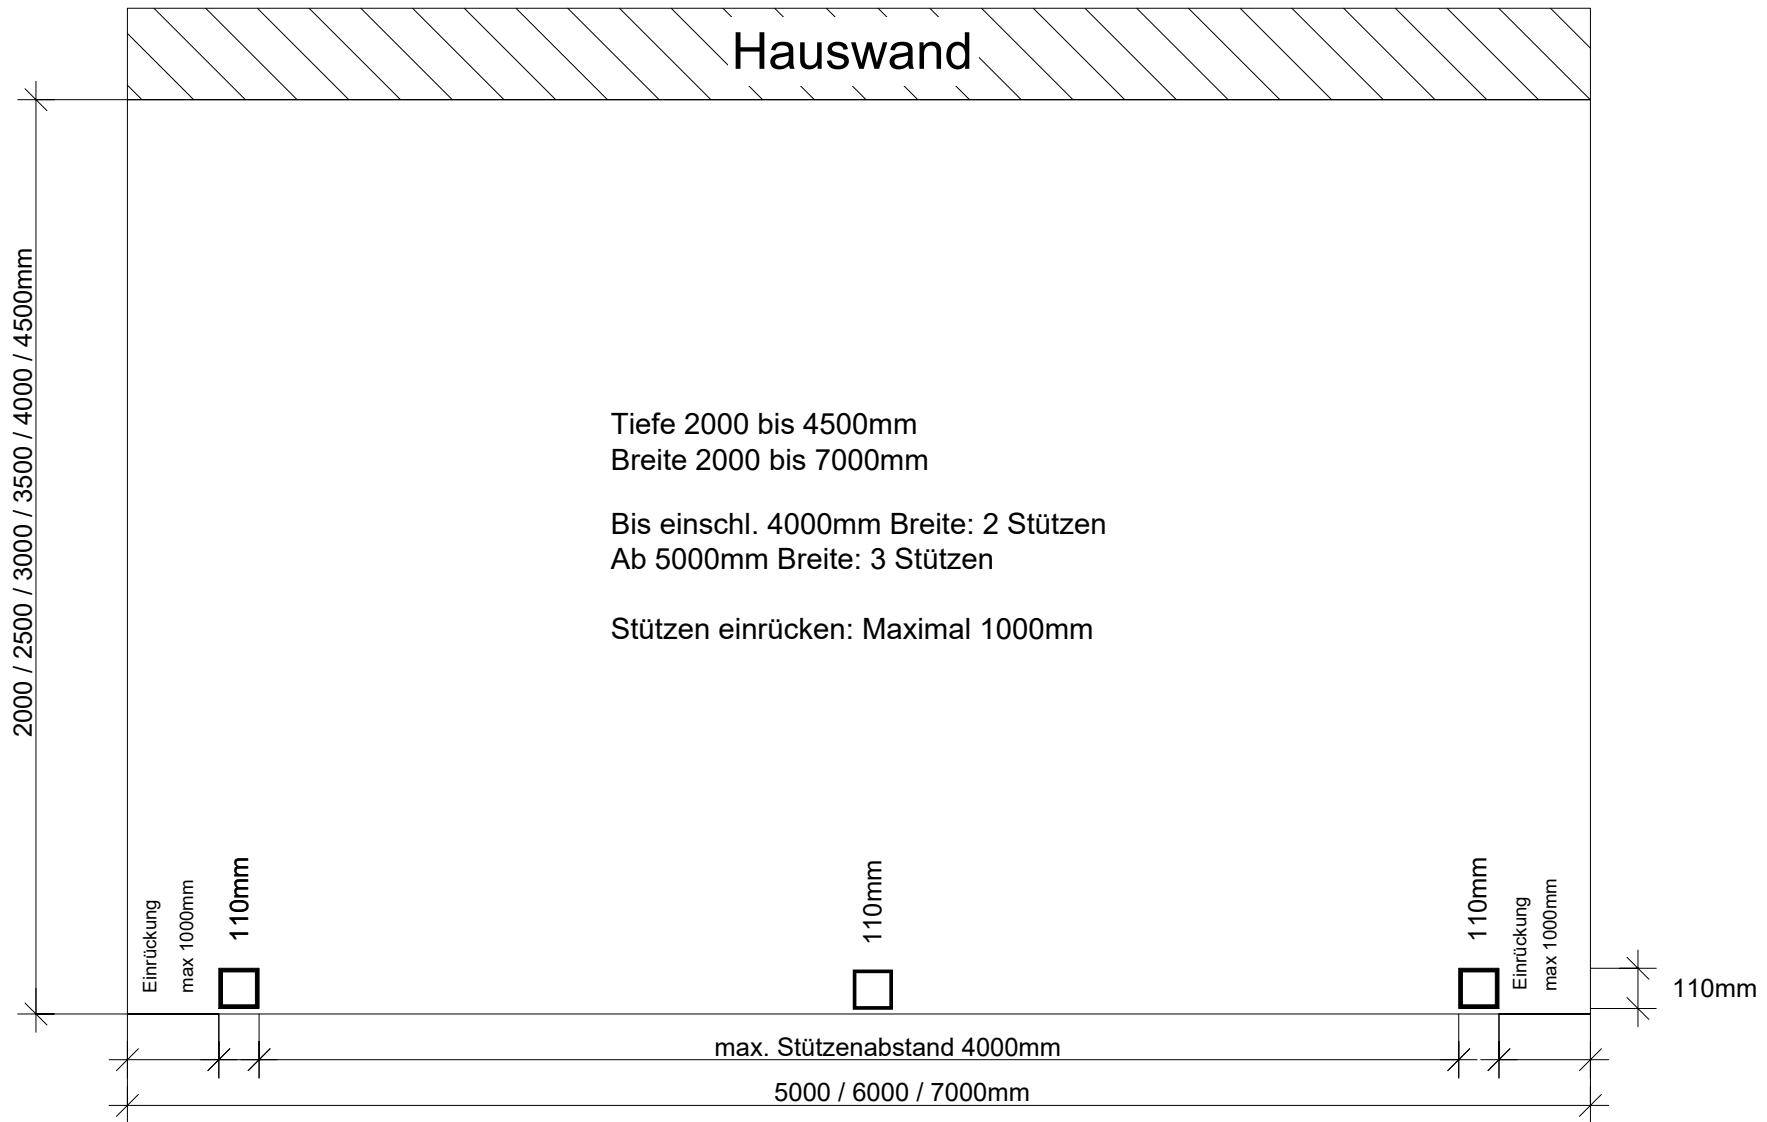 Hauswand
2000 / 2500 / 3000 / 3500 / 4000 / 4500mm
Tiefe 2000 bis 4500mm
Breite 2000 bis 7000mm
Bis einschl. 4000mm Breite: 2 Stützen
Ab 5000mm Breite: 3 Stützen
Stützen einrücken: Maximal 1000mm
Einrückung
max 1000mm
110mm
110mm
110mm
Einrückung
max 1000mm
110mm
max. Stützenabstand 4000mm
5000 / 6000 / 7000mm